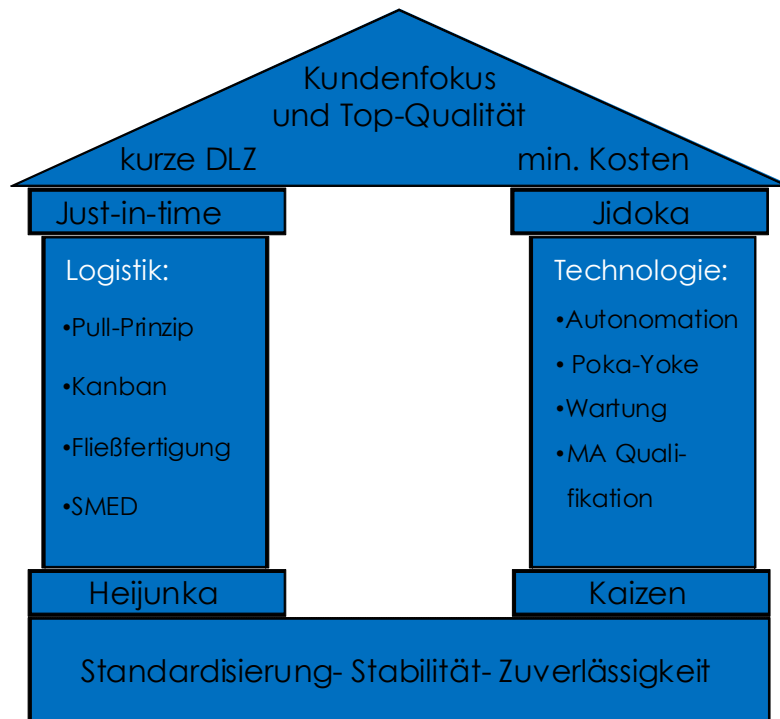 Kundenfokus
und Top-Qualität
kurze DLZ
min. Kosten
Just-in-time
Logistik:
•Pull-Prinzip
•Kanban
•Fließfertigung
•SMED
Heijunka
Jidoka
Technologie:
•Autonomation
• Poka-Yoke
•Wartung
•MA Quali-
fikation
Kaizen
Standardisierung- Stabilität- Zuverlässigkeit